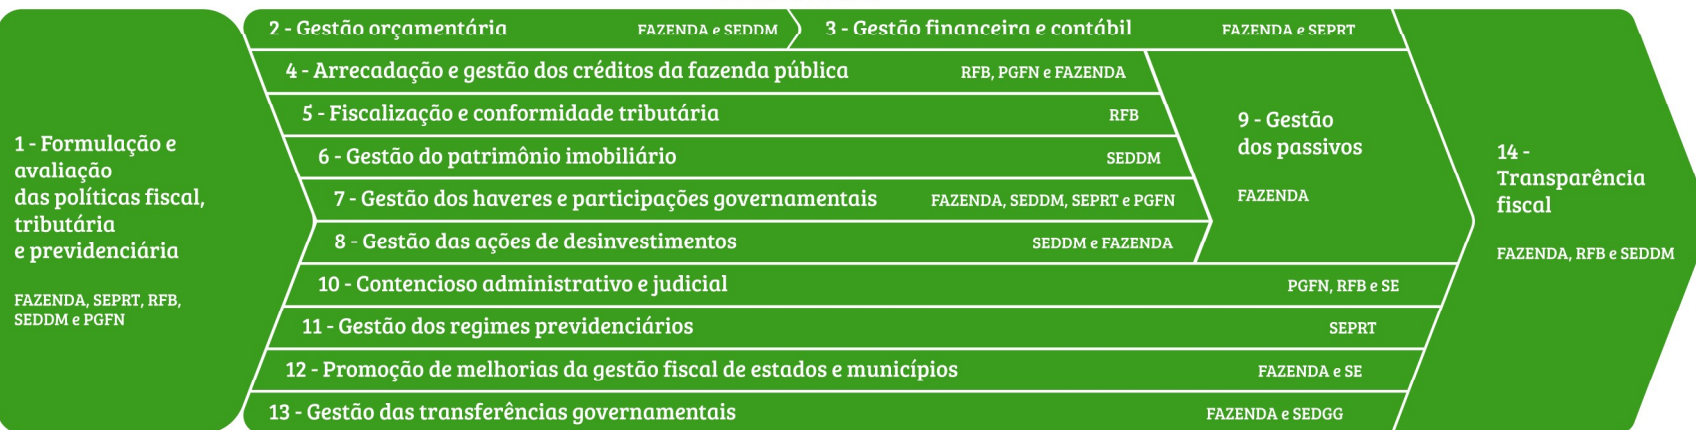 1 - Formulação e
avaliação
das políticas fiscal,
tributária
e previdenciária
FAZENDA, SEPRT, RFB,
SEDDM e PGFN
2 - Gestão orçamentária FAZENDA e SEDDM
3 - Gestão financeira e contábil FAZENDA e SEPRT
4 - Arrecadação e gestão dos créditos da fazenda pública RFB, PGFN e FAZENDA
5 - Fiscalização e conformidade tributária RFB
6 - Gestão do patrimônio imobiliário SEDDM
7 - Gestão dos haveres e participações governamentais FAZENDA, SEDDM, SEPRT e PGFN
8 - Gestão das ações de desinvestimentos SEDDM e FAZENDA
9 - Gestão
dos passivos
FAZENDA
10 - Contencioso administrativo e judicial PGFN, RFB e SE
11 - Gestão dos regimes previdenciários SEPRT
12 - Promoção de melhorias da gestão fiscal de estados e municípios FAZENDA e SE
13 - Gestão das transferências governamentais FAZENDA e SEDGG
14 -
Transparência
fiscal
FAZENDA, RFB e SEDDM